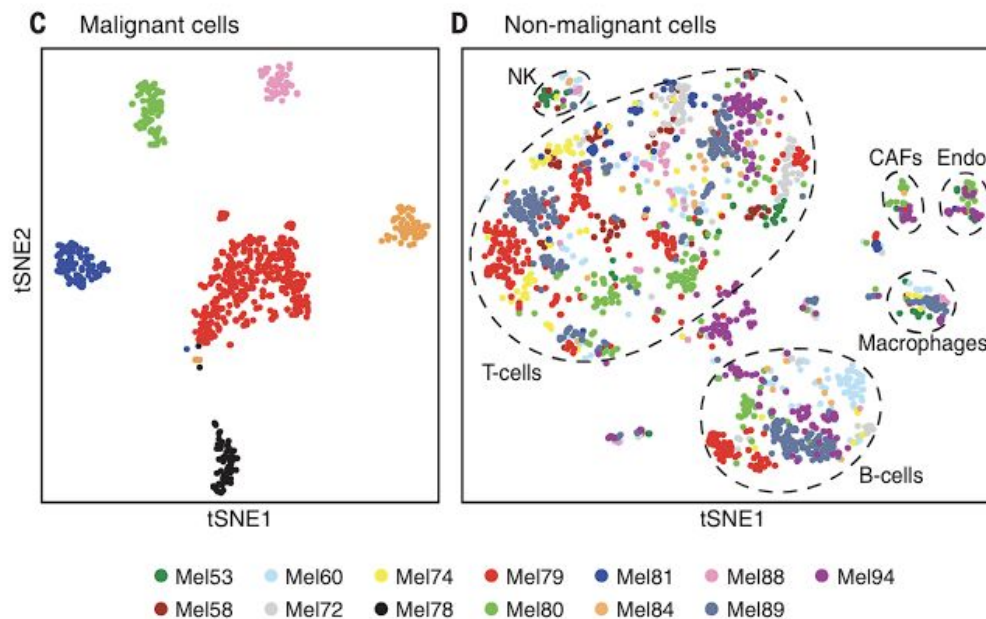 C Malignant cells
D Non-malignant cells
NK
CAFs Endo
tSNE2
Macrophages
T-cells
B-cells
tSNE1
tSNE1
Mel53 Mel60 Mel74 Mel79 Mel81 Mel88 Mel94
Mel58 Mel72 Mel78 Mel80 Mel84 Mel89